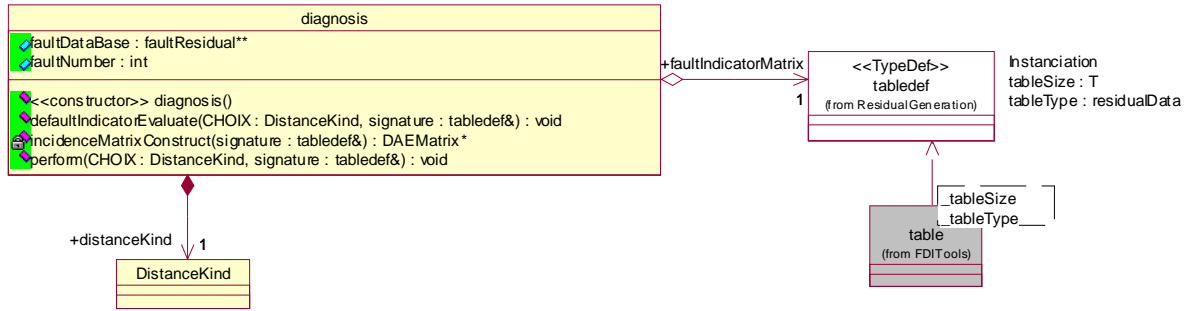 diagnosis
faultDataBase : faultResidual**
faultNumber : int
<<constructor>> diagnosis()
defaultIndicatorEvaluate(CHOIX : DistanceKind, signature : tabledef&) : void
incidenceMatrixConstruct(signature : tabledef&) : DAEMatrix*
perform(CHOIX : DistanceKind, signature : tabledef&) : void
+faultIndicatorMatrix
1
<<TypeDef>>
tabledef
(from ResidualGeneration)
Instanciation
tableSize : T
tableType : residualData
_tableSize
_tableType
table
(from FDITools)
+distanceKind
1
DistanceKind